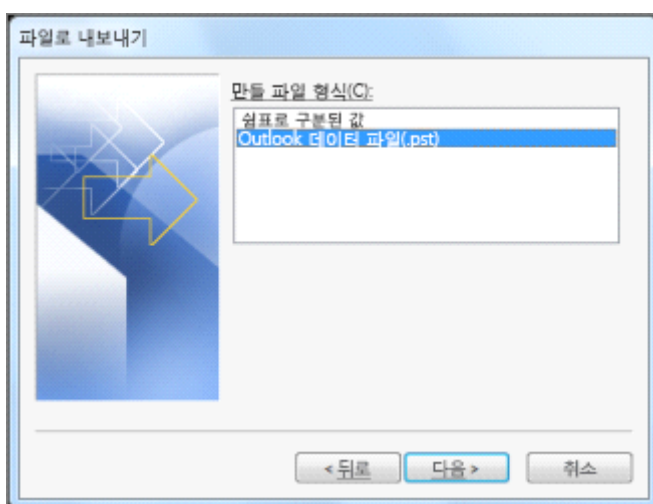 파일로 내보내기
만들 파일 형식(C):
쉼표로 구분된 값
Outlook 데이터 파일(.pst)
< 뒤로
다음 >
취소